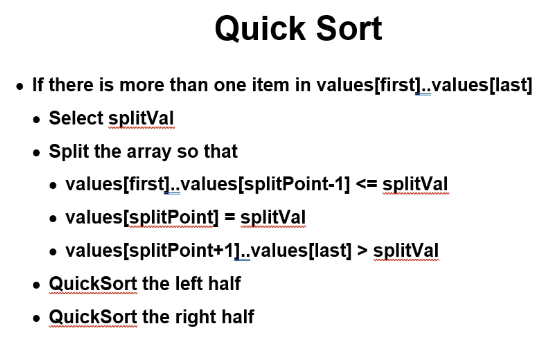 Quick Sort
• If there is more than one item in values[first]..values[last]
• Select splitVal
• Split the array so that
• values[first]..values[splitPoint-1] <= splitVal
• values[splitPoint] = splitVal
• values[splitPoint+1]..values[last] > splitVal
• QuickSort the left half
• QuickSort the right half